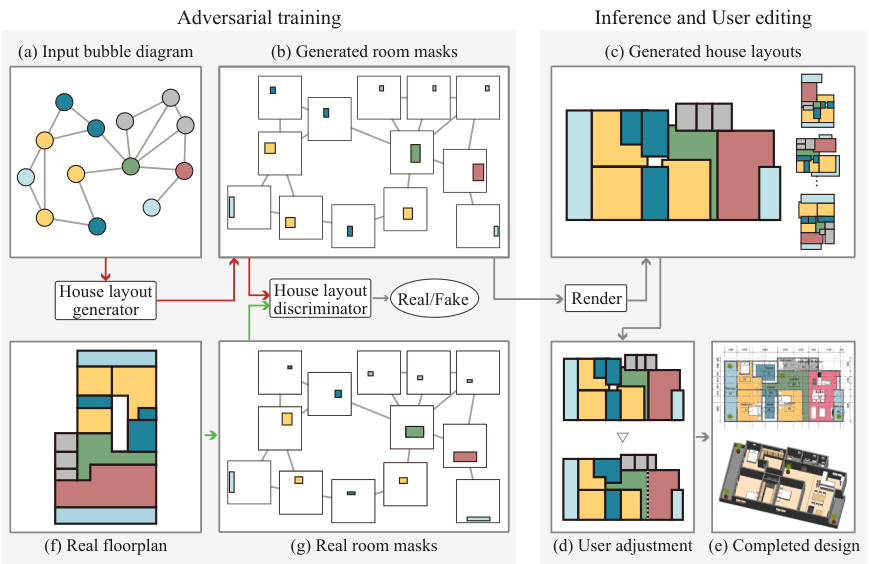 Adversarial training
Inference and User editing
(a) Input bubble diagram
(b) Generated room masks
(c) Generated house layouts
House layout
generator
House layout
discriminator
Real/Fake
Render
(f) Real floorplan
(g) Real room masks
(d) User adjustment
(e) Completed design